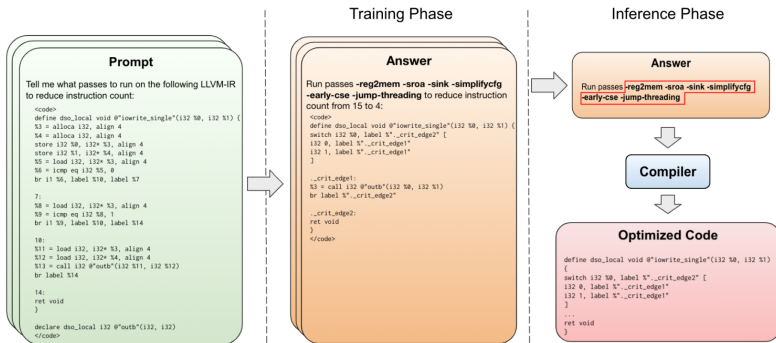 Training Phase
Inference Phase
Prompt
Tell me what passes to run on the following LLVM-IR
to reduce instruction count:
<code>
define dso_local void @"iowrite_single"(i32 %0, i32 %1) {
%3 = alloca i32, align 4
%4 = alloca i32, align 4
store i32 %0, i32* %3, align 4
store i32 %1, i32* %4, align 4
%5 = load i32, i32* %3, align 4
%6 = icmp eq i32 %5, 0
br i1 %6, label %10, label %7
7:
%8 = load i32, i32* %3, align 4
%9 = icmp eq i32 %8, 1
br i1 %9, label %10, label %14
10:
%11 = load i32, i32* %3, align 4
%12 = load i32, i32* %4, align 4
%13 = call i32 @"outb"(i32 %11, i32 %12)
br label %14
14:
ret void
}
declare dso_local i32 @"outb"(i32, i32)
</code>
Answer
Run passes -reg2mem -sroa -sink -simplifycfg
-early-cse -jump-threading to reduce instruction
count from 15 to 4:
<code>
define dso_local void @"iowrite_single"(i32 %0, i32 %1) {
switch i32 %0, label %"._crit_edge2" [
i32 0, label %"._crit_edge1"
i32 1, label %"._crit_edge1"
]
._crit_edge1:
%3 = call i32 @"outb"(i32 %0, i32 %1)
br label %"._crit_edge2"
._crit_edge2:
ret void
}
</code>
Answer
Run passes -reg2mem -sroa -sink -simplifycfg
-early-cse -jump-threading
Compiler
Optimized Code
define dso_local void @"iowrite_single"(i32 %0, i32 %1)
{
switch i32 %0, label %"._crit_edge2" [
i32 0, label %"._crit_edge1"
i32 1, label %"._crit_edge1"
]
...
ret void
}